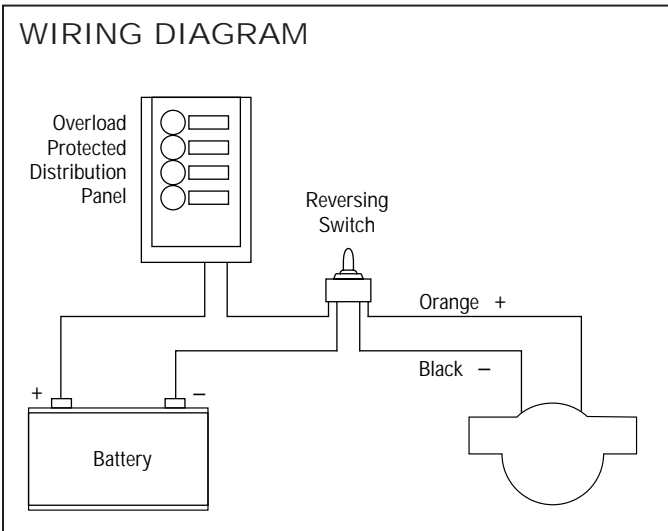 WIRING DIAGRAM
Overload
Protected
Distribution
Panel
Reversing
Switch
Orange +
Black –
+ –
Battery